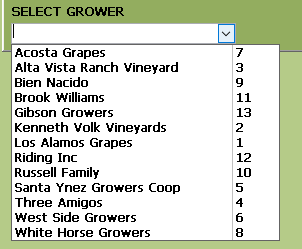 SELECT GROWER
Acosta Grapes 7
Alta Vista Ranch Vineyard 3
Bien Nacido 9
Brook Williams 11
Gibson Growers 13
Kenneth Volk Vineyards 2
Los Alamos Grapes 1
Riding Inc 12
Russell Family 10
Santa Ynez Growers Coop 5
Three Amigos 4
West Side Growers 6
White Horse Growers 8